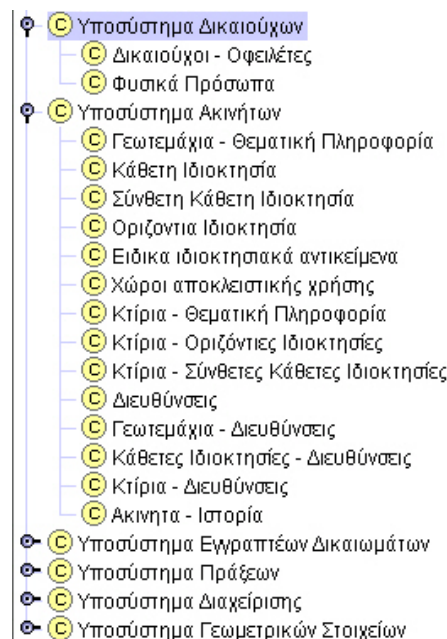 Υποσύστημα Δικαιούχων
Δικαιούχοι - Οφειλέτες
Φυσικά Πρόσωπα
Υποσύστημα Ακινήτων
Γεωτεμάχια - Θεματική Πληροφορία
Κάθετη Ιδιοκτησία
Σύνθετη Κάθετη Ιδιοκτησία
Οριζοντια Ιδιοκτησία
Ειδικα ιδιοκτησιακά αντικείμενα
Χώροι αποκλειστικής χρήσης
Κτίρια - Θεματική Πληροφορία
Κτίρια - Οριζόντιες Ιδιοκτησίες
Κτίρια - Σύνθετες Κάθετες Ιδιοκτησίες
Διευθύνσεις
Γεωτεμάχια - Διευθύνσεις
Κάθετες Ιδιοκτησίες - Διευθύνσεις
Κτίρια - Διευθύνσεις
Ακινητα - Ιστορία
Υποσύστημα Εγγραπτέων Δικαιωμάτων
Υποσύστημα Πράξεων
Υποσύστημα Διαχείρισης
Υποσύστημα Γεωμετρικών Στοιχείων